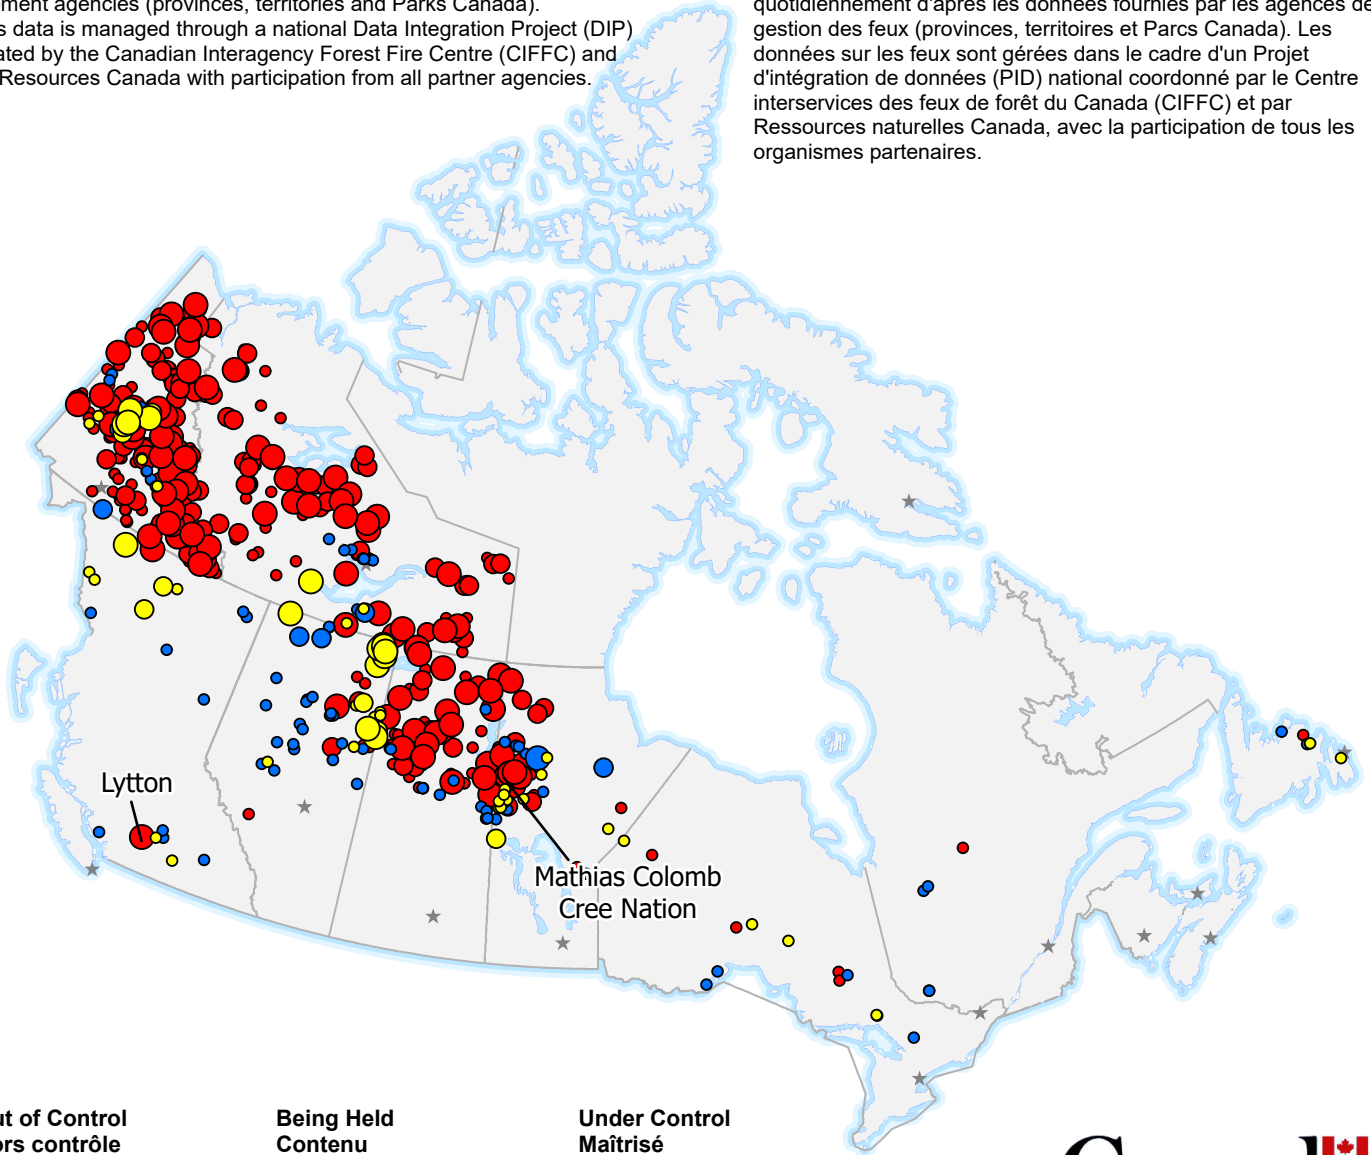 ement agencies (provinces, territories and Parks Canada).
s data is managed through a national Data Integration Project (DIP)
ated by the Canadian Interagency Forest Fire Centre (CIFFC) and
Resources Canada with participation from all partner agencies.
quotidiennement d'après les données fournies par les agences de
gestion des feux (provinces, territoires et Parcs Canada). Les
données sur les feux sont gérées dans le cadre d'un Projet
d'intégration de données (PID) national coordonné par le Centre
interservices des feux de forêt du Canada (CIFFC) et par
Ressources naturelles Canada, avec la participation de tous les
organismes partenaires.
Lytton
Mathias Colomb
Cree Nation
ut of Control
ors contrôle
Being Held
Contenu
Under Control
Maîtrisé